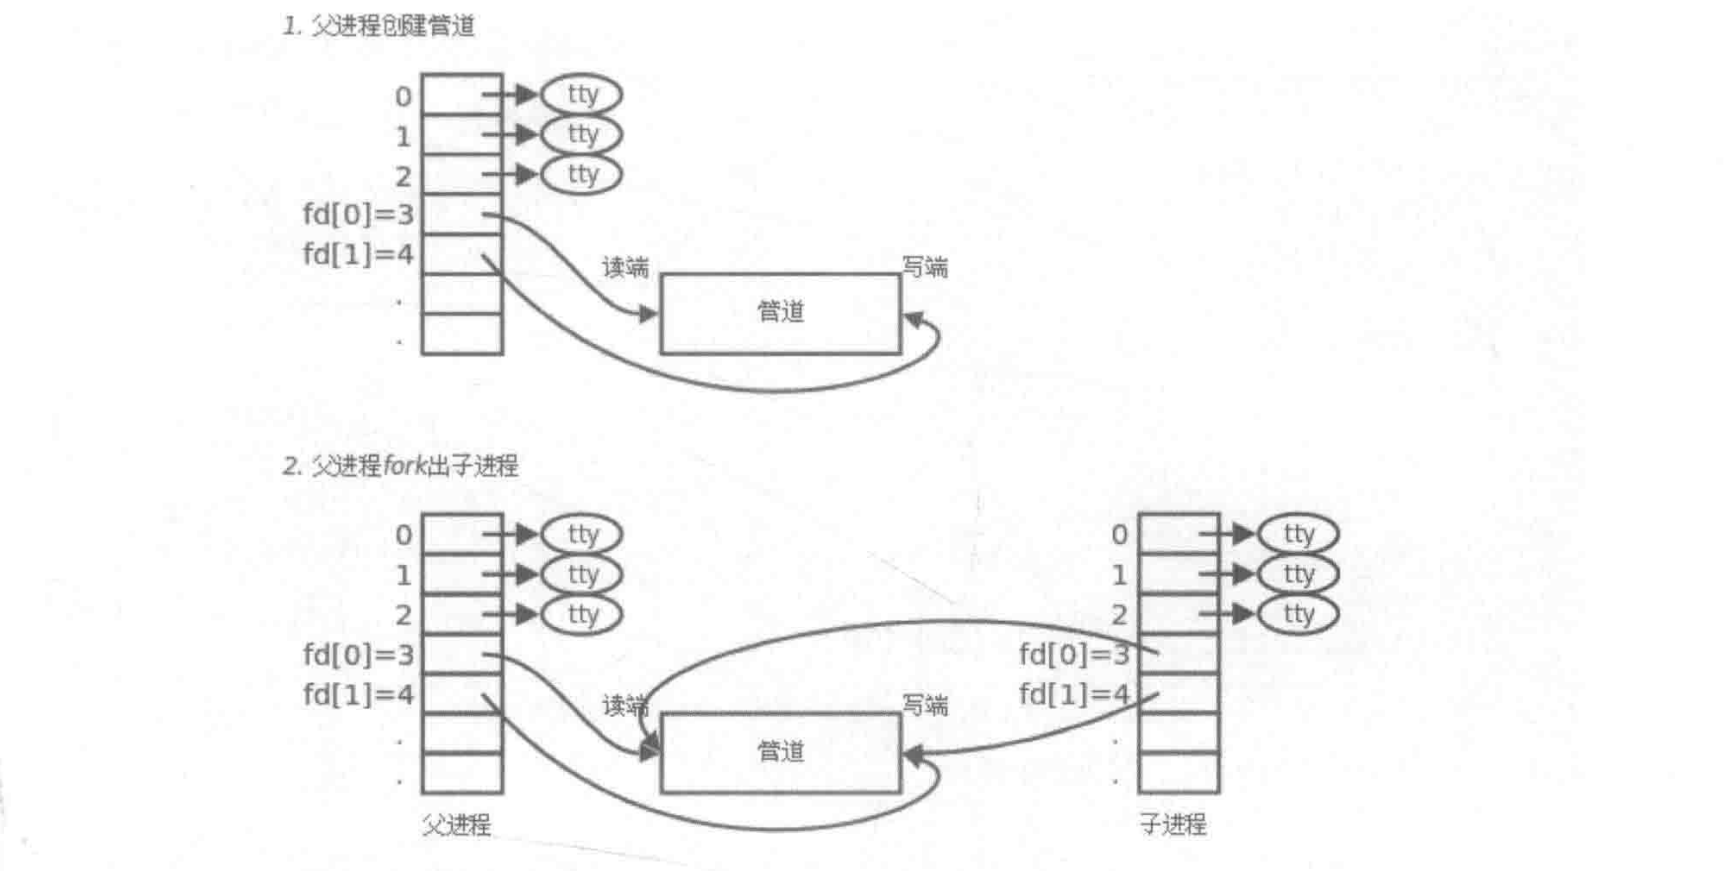 1. 父进程创建管道
0 tty
1 tty
2 tty
fd[0]=3
fd[1]=4
读端 写端
管道
.
.
2. 父进程fork出子进程
0 tty 0 tty
1 tty 1 tty
2 tty 2 tty
fd[0]=3 fd[0]=3
fd[1]=4 fd[1]=4
读端 写端
管道
. .
. .
父进程 子进程